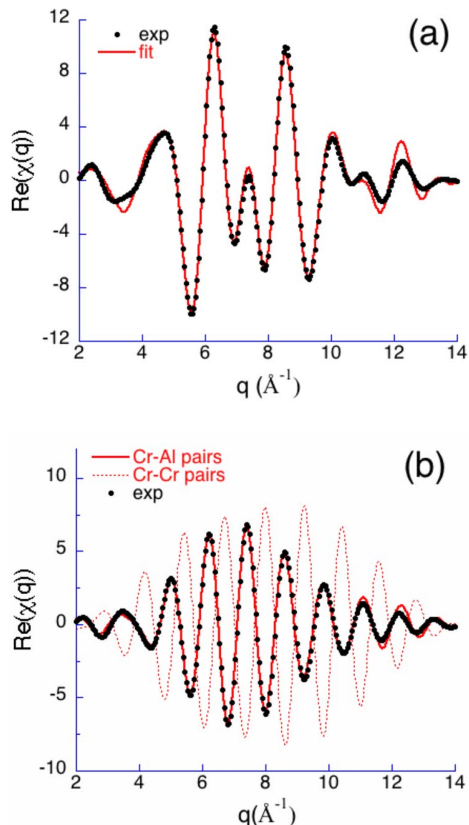 (a)
exp
fit
Re(χ(q))
12
8
4
0
-4
-8
-12
2 4 6 8 10 12 14
q (Å⁻¹)
(b)
Cr-Al pairs
Cr-Cr pairs
exp
Re(χ(q))
10
5
0
-5
-10
2 4 6 8 10 12 14
q(Å⁻¹)